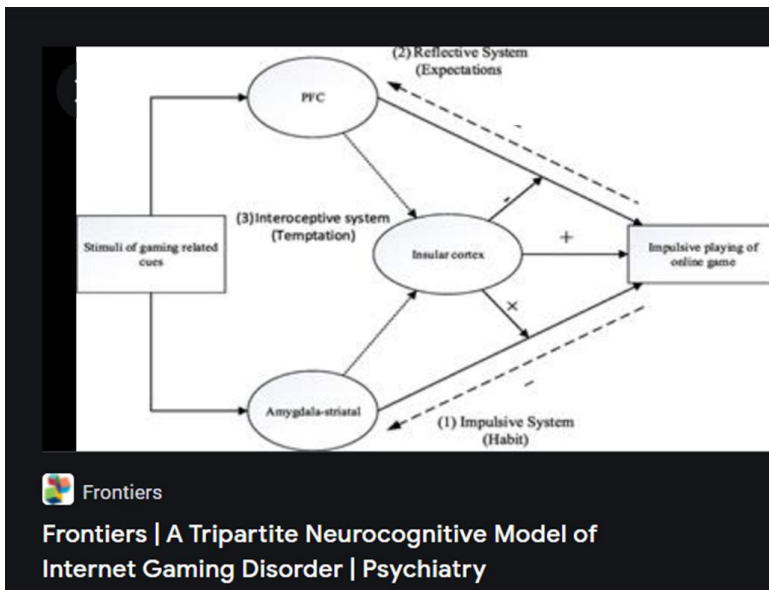 (2) Reflective System
(Expectations
PFC
(3)Interoceptive system
(Temptation)
Stimuli of gaming related
cues
-
+
Insular cortex
Impulsive playing of
online game
×
Amygdala-striatal
(1) Impulsive System
(Habit)
Frontiers
Frontiers | A Tripartite Neurocognitive Model of
Internet Gaming Disorder | Psychiatry